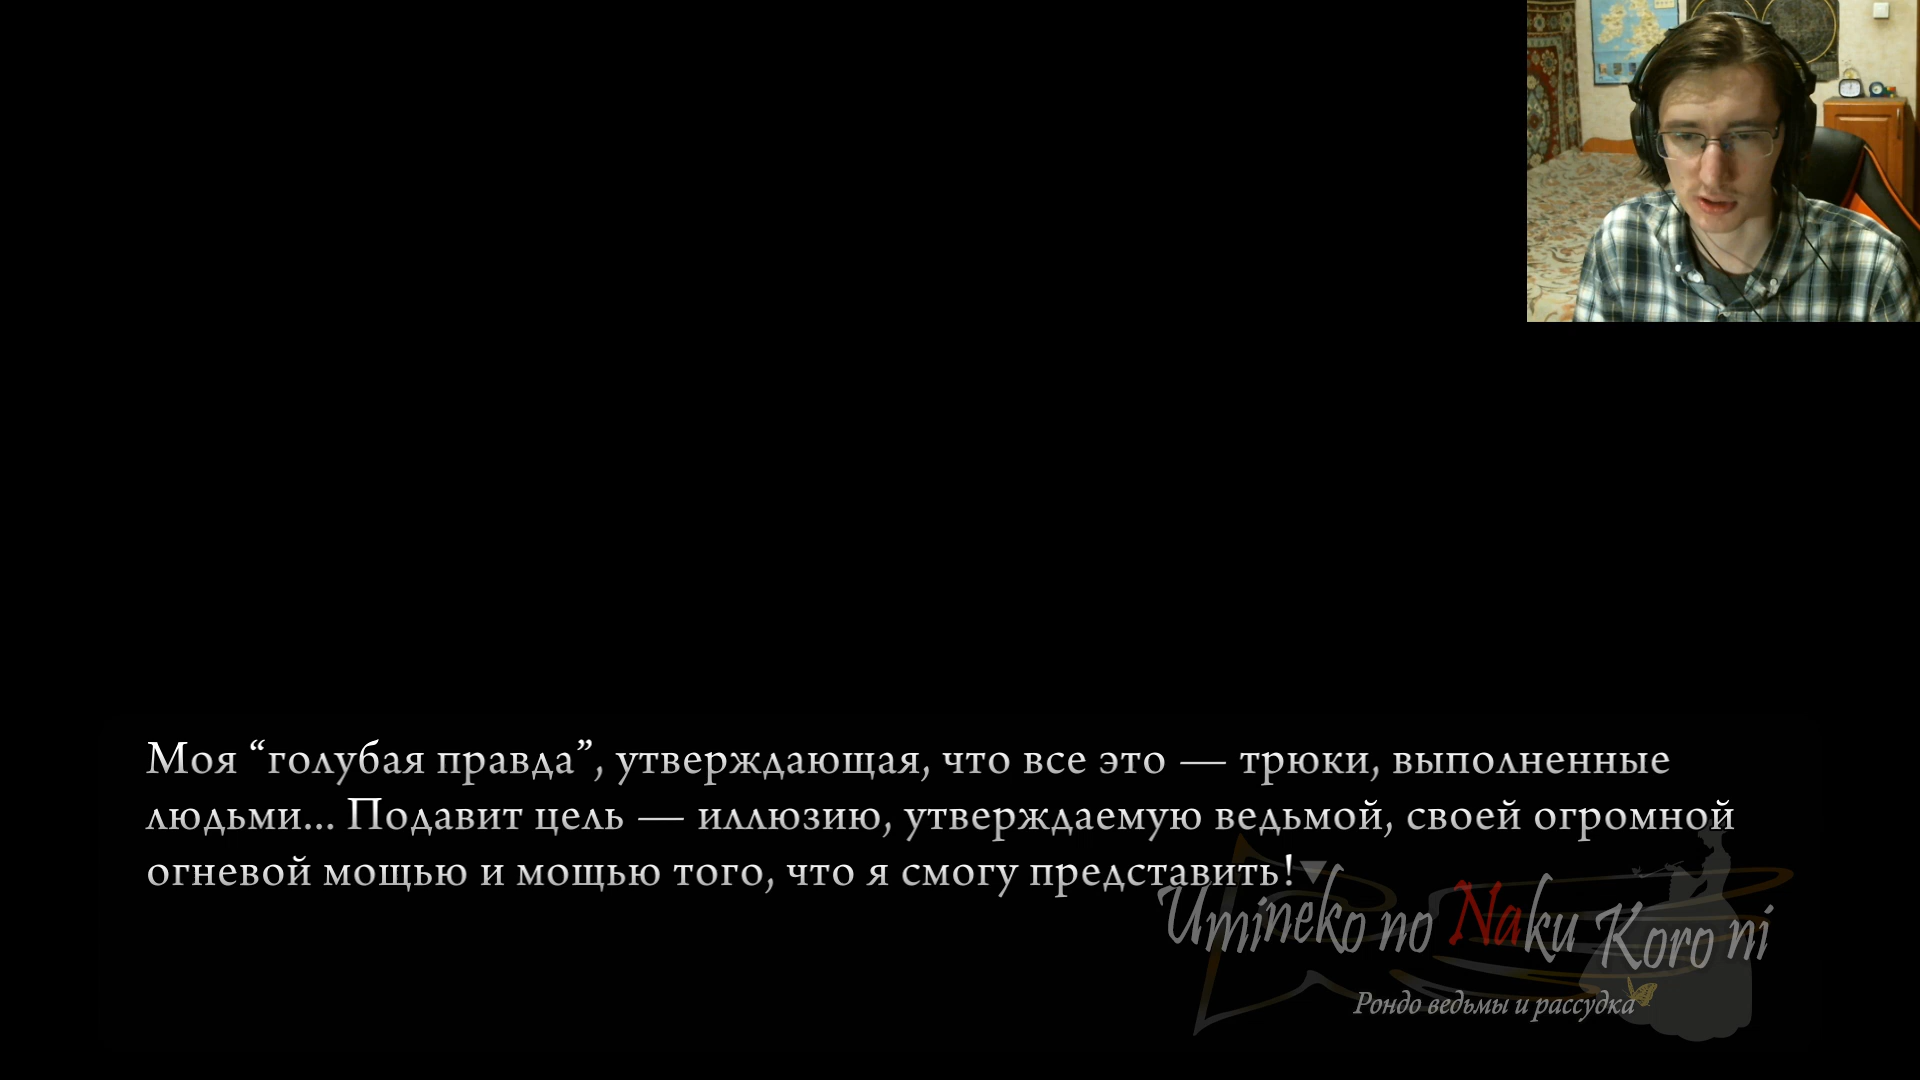 Моя “голубая правда”, утверждающая, что все это — трюки, выполненные
людьми... Подавит цель — иллюзию, утверждаемую ведьмой, своей огромной
огневой мощью и мощью того, что я смогу представить!
Umineko no Naku Koro ni
Рондо ведьмы и рассудка